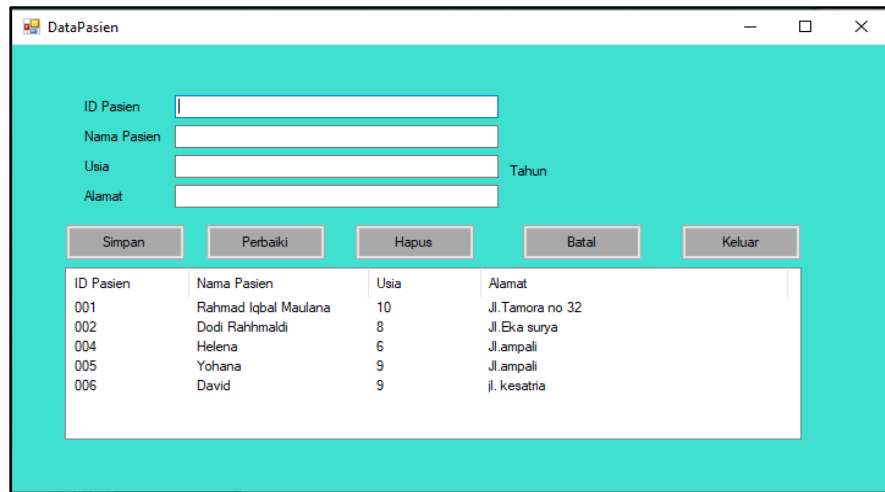 DataPasien
ID Pasien
Nama Pasien
Usia Tahun
Alamat
Simpan Perbaiki Hapus Batal Keluar
ID Pasien Nama Pasien Usia Alamat
001 Rahmad Iqbal Maulana 10 Jl.Tamora no 32
002 Dodi Rahhmaldi 8 Jl.Eka surya
004 Helena 6 Jl.ampali
005 Yohana 9 Jl.ampali
006 David 9 jl. kesatria